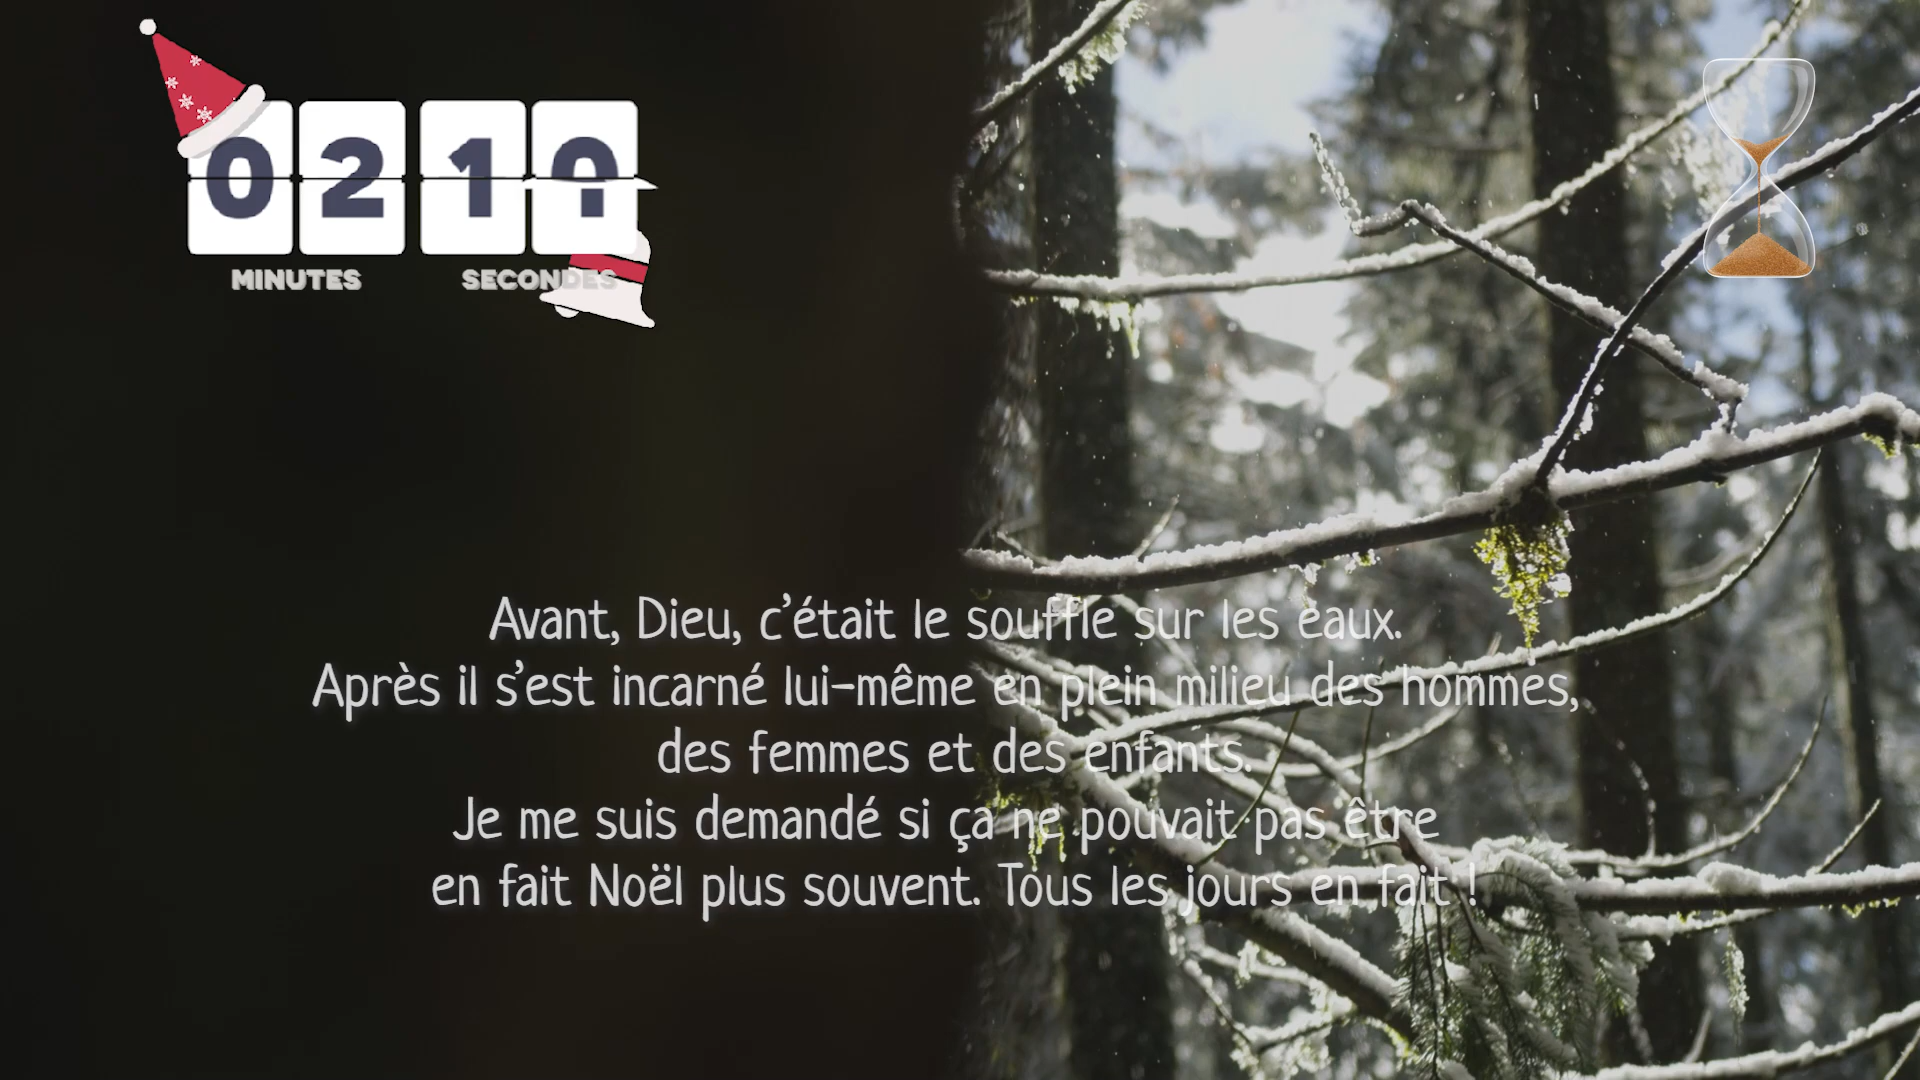 02 1
MINUTES SECONDES
Avant, Dieu, c’était le souffle sur les eaux.
Après il s’est incarné lui-même en plein milieu des hommes,
des femmes et des enfants.
Je me suis demandé si ça ne pouvait pas être
en fait Noël plus souvent. Tous les jours en fait !